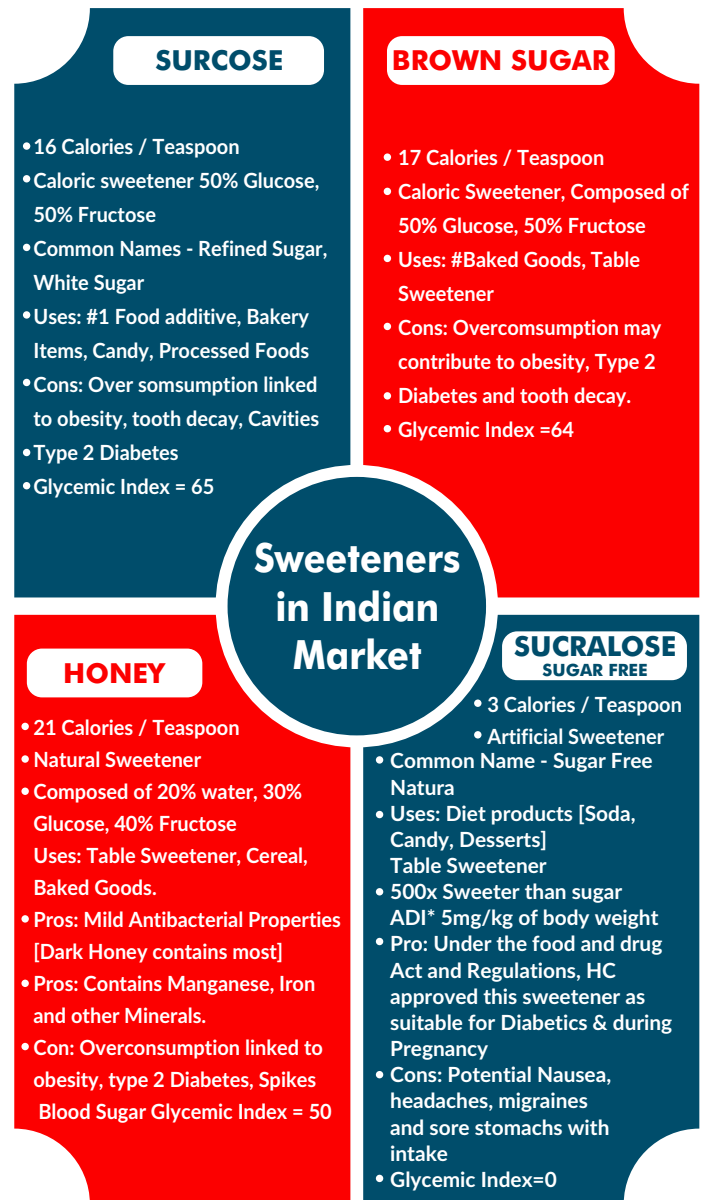 SURCOSE
•16 Calories / Teaspoon
•Caloric sweetener 50% Glucose,
50% Fructose
•Common Names - Refined Sugar,
White Sugar
•Uses: #1 Food additive, Bakery
Items, Candy, Processed Foods
•Cons: Over somsumption linked
to obesity, tooth decay, Cavities
•Type 2 Diabetes
•Glycemic Index = 65
BROWN SUGAR
• 17 Calories / Teaspoon
• Caloric Sweetener, Composed of
50% Glucose, 50% Fructose
• Uses: #Baked Goods, Table
Sweetener
• Cons: Overcomsumption may
contribute to obesity, Type 2
• Diabetes and tooth decay.
• Glycemic Index =64
Sweeteners
in Indian
Market
HONEY
•21 Calories / Teaspoon
•Natural Sweetener
•Composed of 20% water, 30%
Glucose, 40% Fructose
Uses: Table Sweetener, Cereal,
Baked Goods.
•Pros: Mild Antibacterial Properties
[Dark Honey contains most]
•Pros: Contains Manganese, Iron
and other Minerals.
•Con: Overconsumption linked to
obesity, type 2 Diabetes, Spikes
Blood Sugar Glycemic Index = 50
SUCRALOSE
SUGAR FREE
• 3 Calories / Teaspoon
• Artificial Sweetener
• Common Name - Sugar Free
Natura
• Uses: Diet products [Soda,
Candy, Desserts]
Table Sweetener
• 500x Sweeter than sugar
ADI* 5mg/kg of body weight
• Pro: Under the food and drug
Act and Regulations, HC
approved this sweetener as
suitable for Diabetics & during
Pregnancy
• Cons: Potential Nausea,
headaches, migraines
and sore stomachs with
intake
• Glycemic Index=0